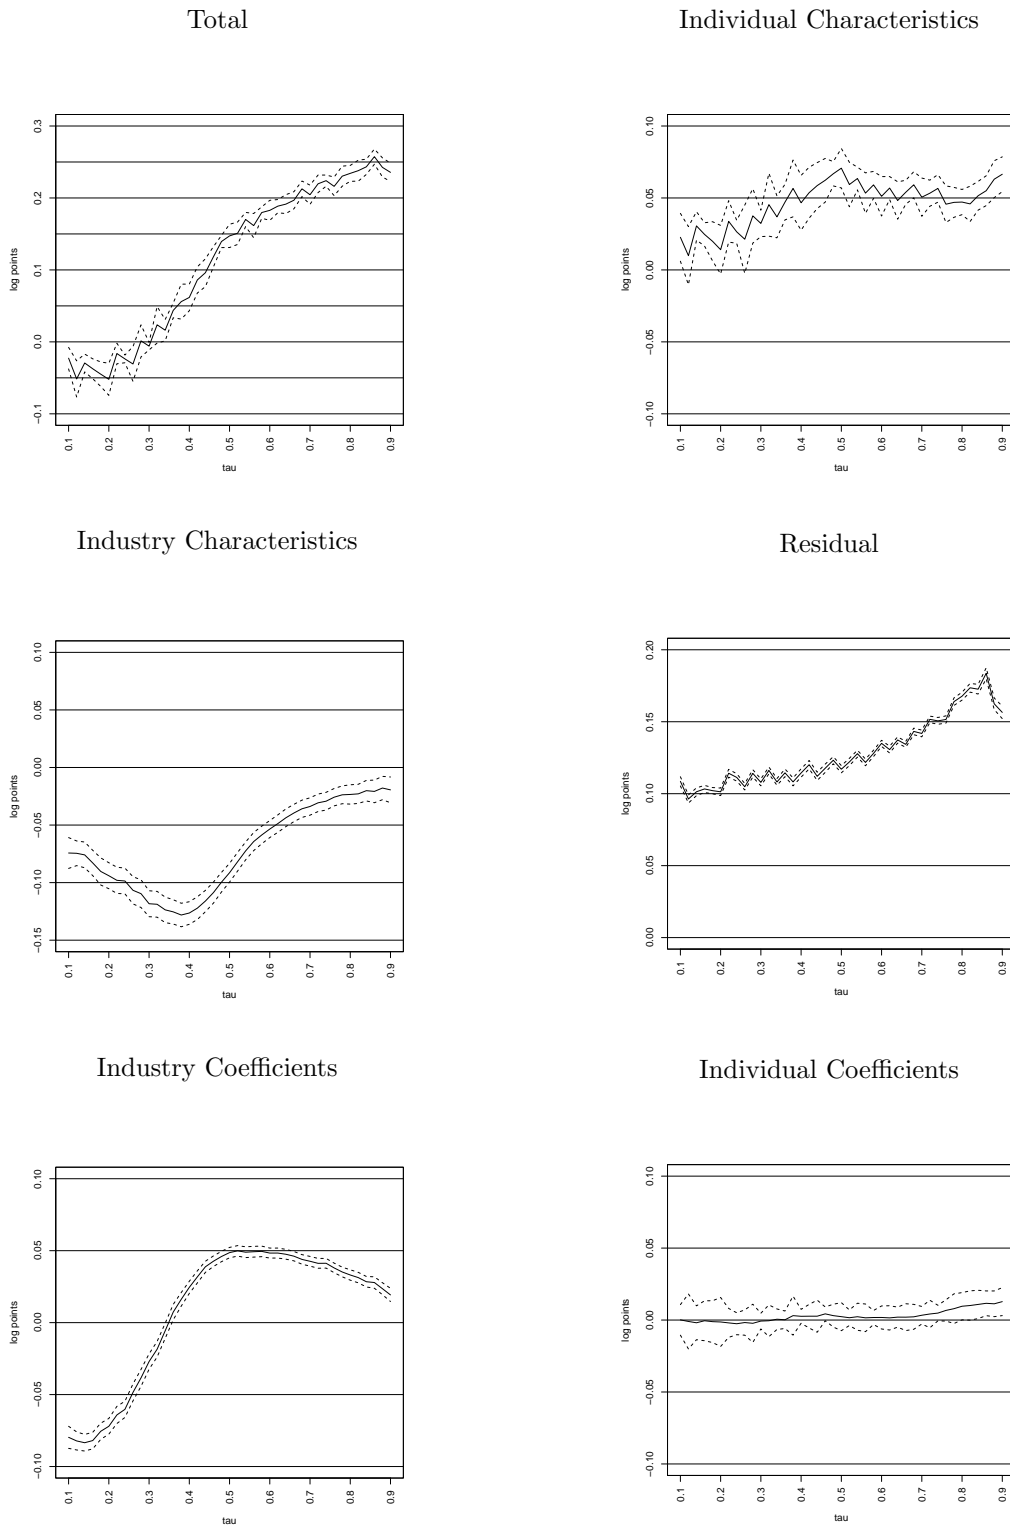 Total
0.3
0.2
0.1
0.0
−0.1
log points
0.1 0.2 0.3 0.4 0.5 0.6 0.7 0.8 0.9
tau
Individual Characteristics
0.10
0.05
0.00
−0.05
−0.10
log points
0.1 0.2 0.3 0.4 0.5 0.6 0.7 0.8 0.9
tau
Industry Characteristics
0.10
0.05
0.00
−0.05
−0.10
−0.15
log points
0.1 0.2 0.3 0.4 0.5 0.6 0.7 0.8 0.9
tau
Residual
0.20
0.15
0.10
0.05
0.00
log points
0.1 0.2 0.3 0.4 0.5 0.6 0.7 0.8 0.9
tau
Industry Coefficients
0.10
0.05
0.00
−0.05
−0.10
log points
0.1 0.2 0.3 0.4 0.5 0.6 0.7 0.8 0.9
tau
Individual Coefficients
0.10
0.05
0.00
−0.05
−0.10
log points
0.1 0.2 0.3 0.4 0.5 0.6 0.7 0.8 0.9
tau